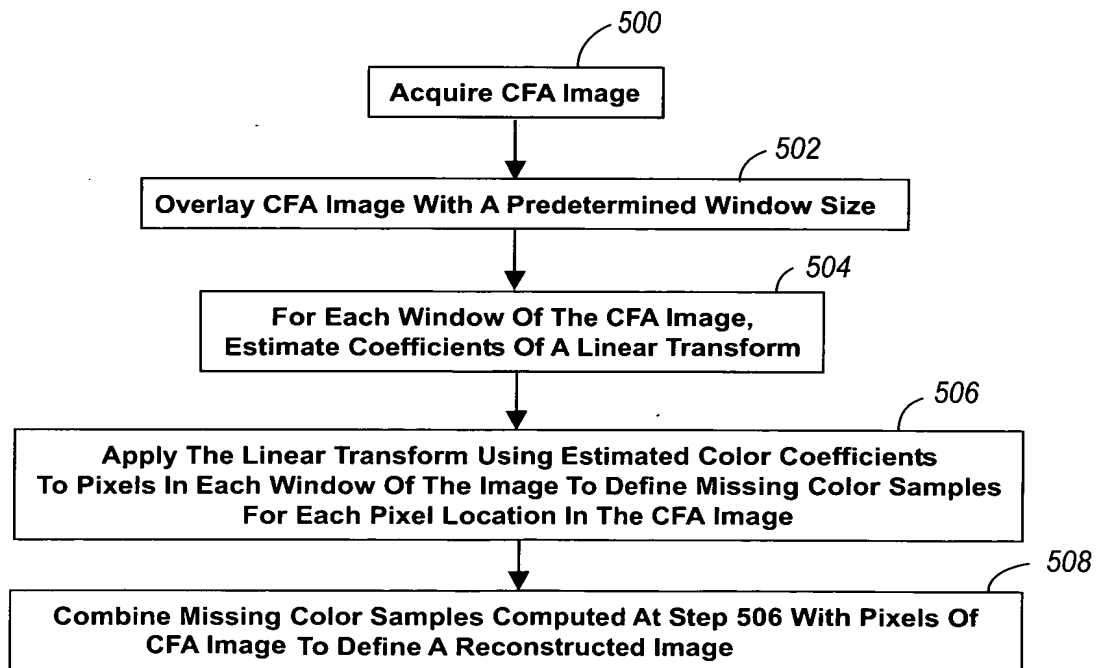 500
Acquire CFA Image
502
Overlay CFA Image With A Predetermined Window Size
504
For Each Window Of The CFA Image,
Estimate Coefficients Of A Linear Transform
506
Apply The Linear Transform Using Estimated Color Coefficients
To Pixels In Each Window Of The Image To Define Missing Color Samples
For Each Pixel Location In The CFA Image
508
Combine Missing Color Samples Computed At Step 506 With Pixels Of
CFA Image To Define A Reconstructed Image